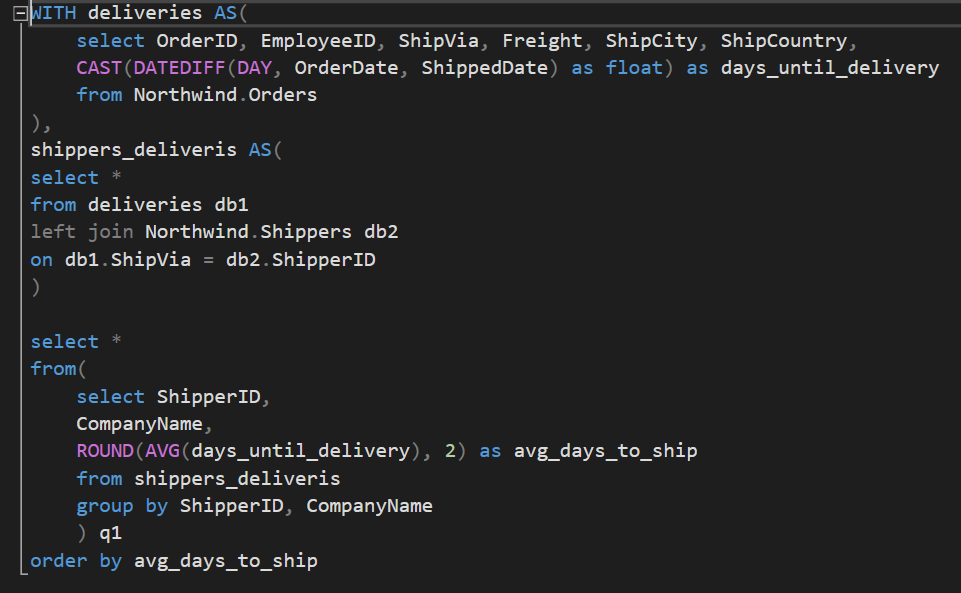 WITH deliveries AS(
select OrderID, EmployeeID, ShipVia, Freight, ShipCity, ShipCountry,
CAST(DATEDIFF(DAY, OrderDate, ShippedDate) as float) as days_until_delivery
from Northwind.Orders
),
shippers_deliveris AS(
select *
from deliveries db1
left join Northwind.Shippers db2
on db1.ShipVia = db2.ShipperID
)
select *
from(
select ShipperID,
CompanyName,
ROUND(AVG(days_until_delivery), 2) as avg_days_to_ship
from shippers_deliveris
group by ShipperID, CompanyName
) q1
order by avg_days_to_ship